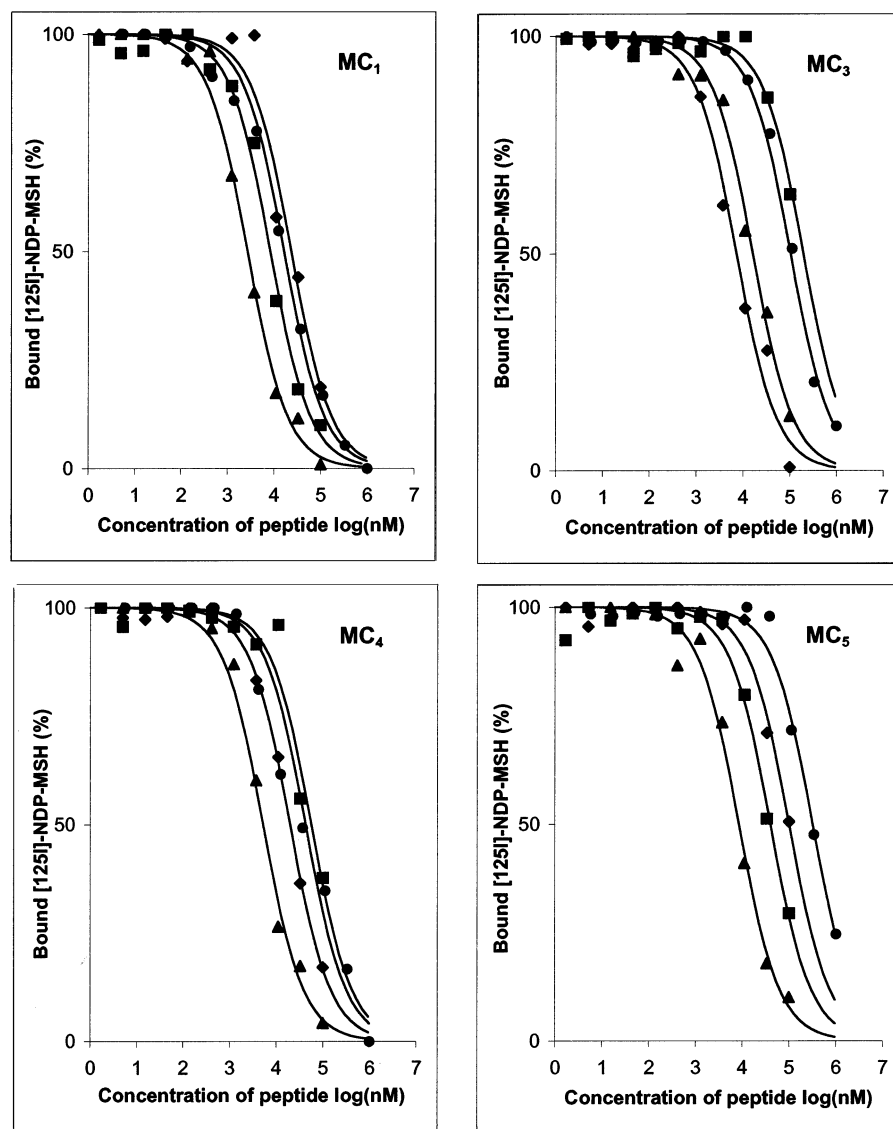 MC₁
Bound [125I]-NDP-MSH (%)
100
50
0
0 1 2 3 4 5 6 7
Concentration of peptide log(nM)
MC₃
Bound [125I]-NDP-MSH (%)
100
50
0
0 1 2 3 4 5 6 7
Concentration of peptide log(nM)
MC₄
Bound [125I]-NDP-MSH (%)
100
50
0
0 1 2 3 4 5 6 7
Concentration of peptide log(nM)
MC₅
Bound [125I]-NDP-MSH (%)
100
50
0
0 1 2 3 4 5 6 7
Concentration of peptide log(nM)